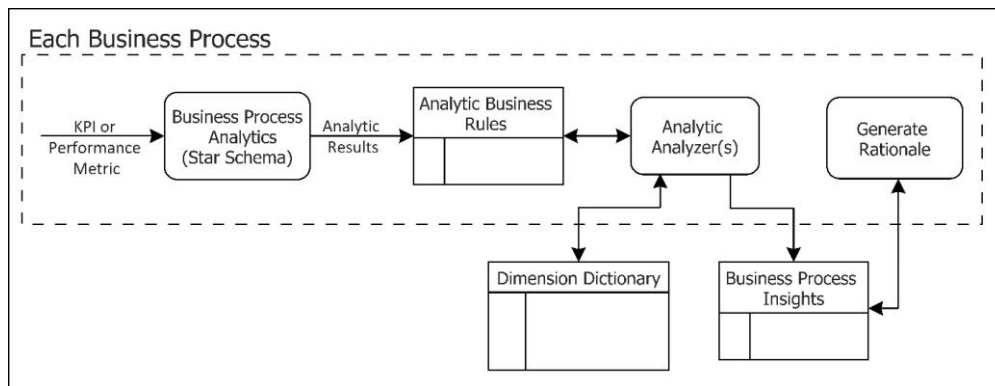 Each Business Process
KPI or
Performance
Metric
Business Process
Analytics
(Star Schema)
Analytic
Results
Analytic Business
Rules
Analytic
Analyzer(s)
Generate
Rationale
Dimension Dictionary
Business Process
Insights